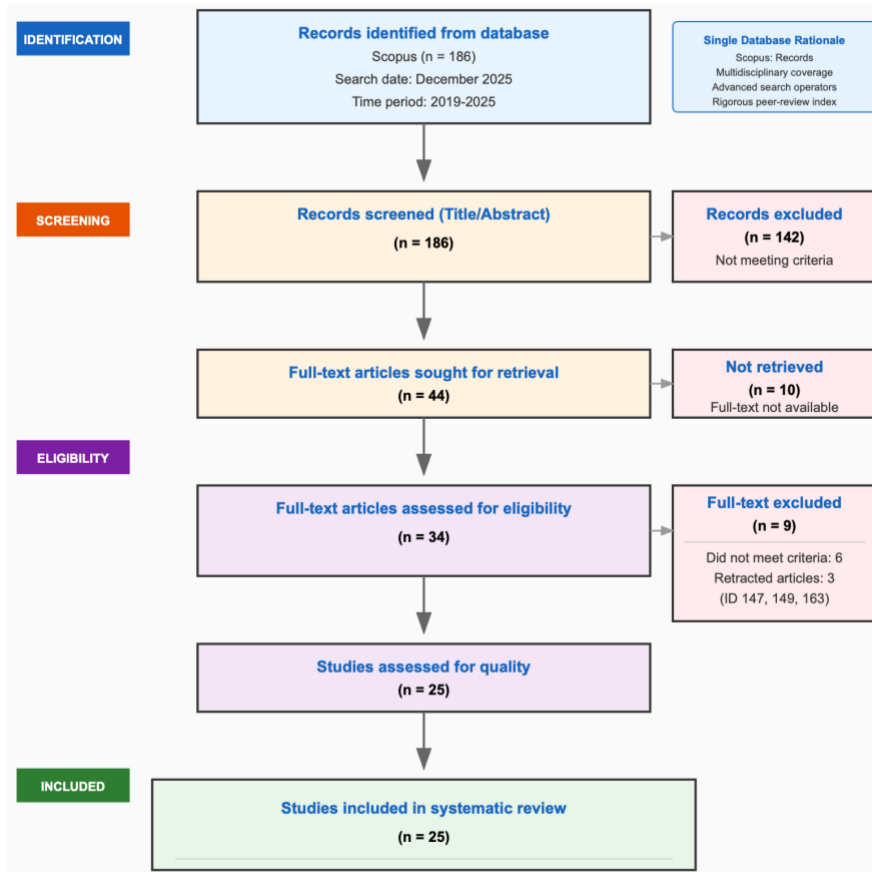 IDENTIFICATION
Records identified from database
Scopus (n = 186)
Search date: December 2025
Time period: 2019-2025
Single Database Rationale
Scopus: Records
Multidisciplinary coverage
Advanced search operators
Rigorous peer-review index
SCREENING
Records screened (Title/Abstract)
(n = 186)
Records excluded
(n = 142)
Not meeting criteria
Full-text articles sought for retrieval
(n = 44)
Not retrieved
(n = 10)
Full-text not available
ELIGIBILITY
Full-text articles assessed for eligibility
(n = 34)
Full-text excluded
(n = 9)
Did not meet criteria: 6
Retracted articles: 3
(ID 147, 149, 163)
Studies assessed for quality
(n = 25)
INCLUDED
Studies included in systematic review
(n = 25)